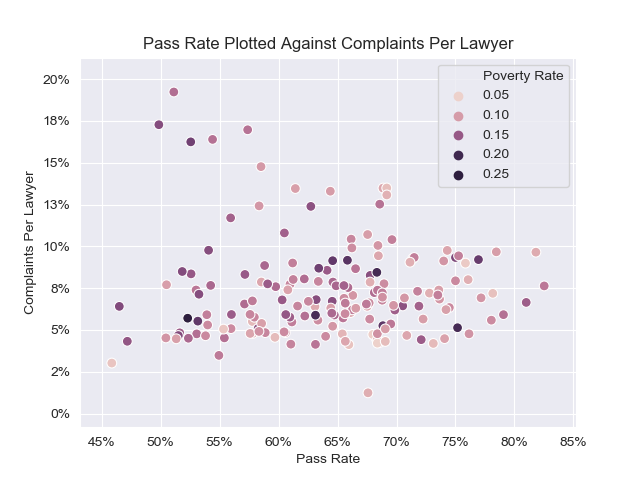 Pass Rate Plotted Against Complaints Per Lawyer
20%
18%
15%
13%
10%
8%
5%
2%
0%
Complaints Per Lawyer
Poverty Rate
0.05
0.10
0.15
0.20
0.25
45% 50% 55% 60% 65% 70% 75% 80% 85%
Pass Rate